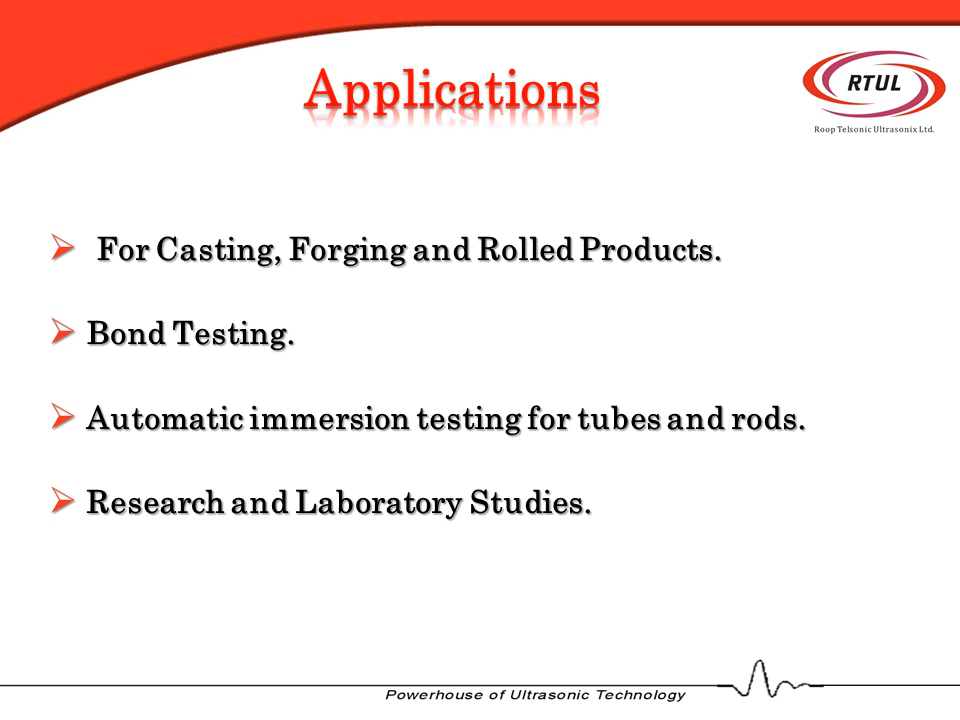 Applications
RTUL
Roop Telsonic Ultrasonix Ltd.
➢ For Casting, Forging and Rolled Products.
➢ Bond Testing.
➢ Automatic immersion testing for tubes and rods.
➢ Research and Laboratory Studies.
Powerhouse of Ultrasonic Technology